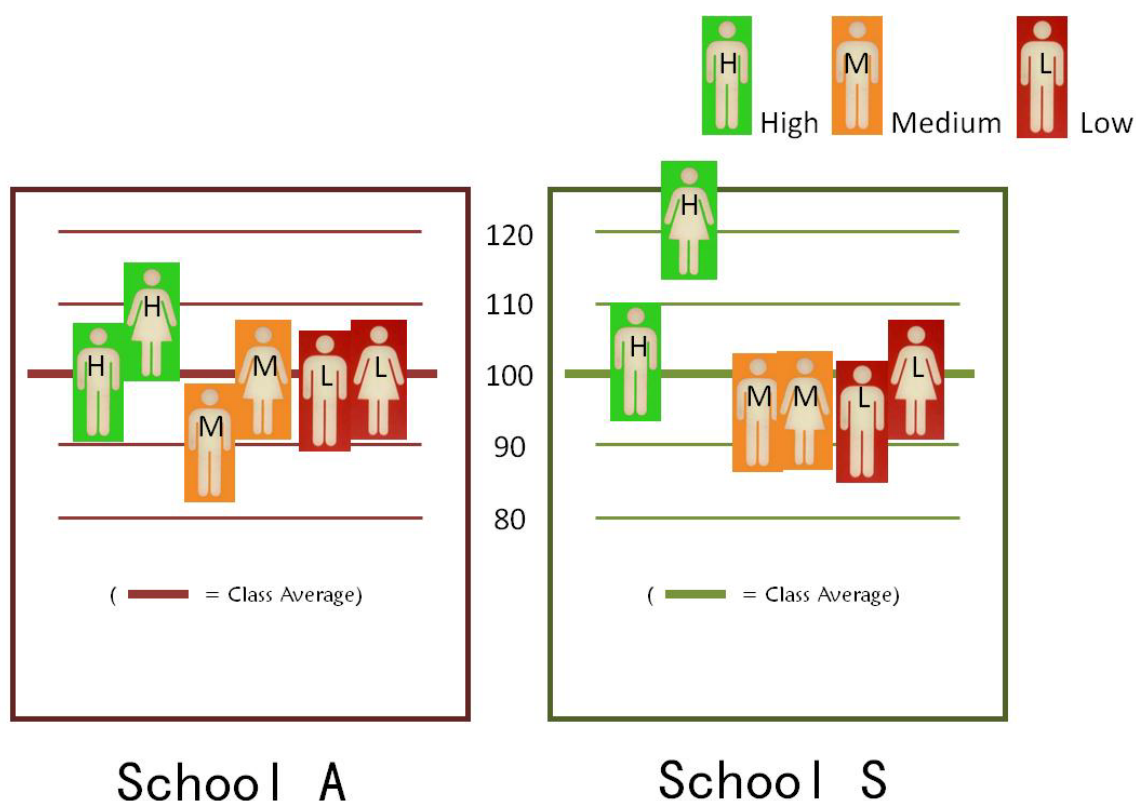 H M L
High Medium Low
120
110
100
90
80
H H M M L L
( = Class Average)
H H M M L L
( = Class Average)
School A
School S